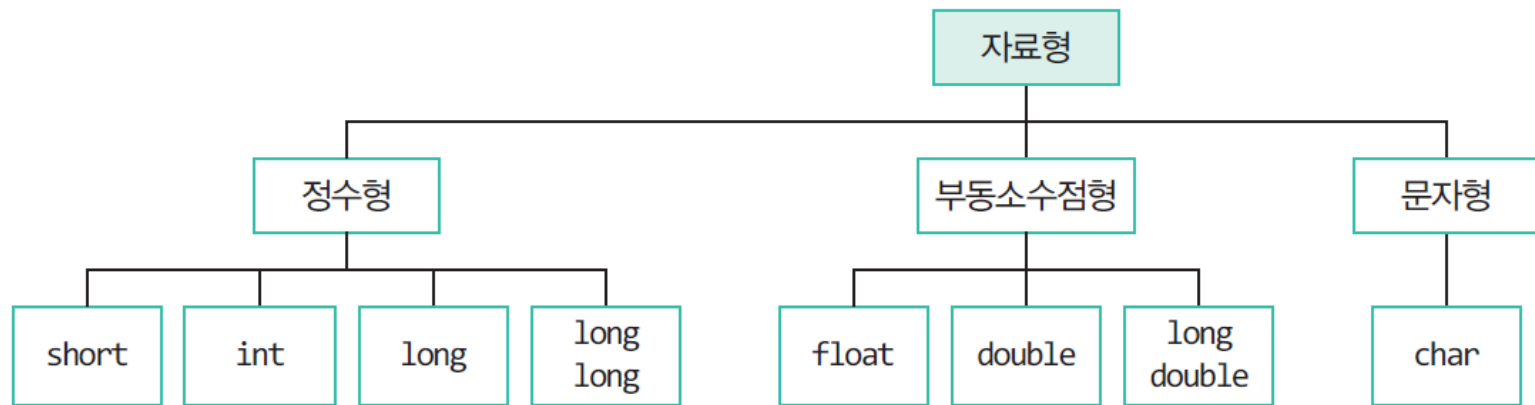 자료형
정수형
부동소수점형
문자형
short
int
long
long
long
float
double
long
double
char